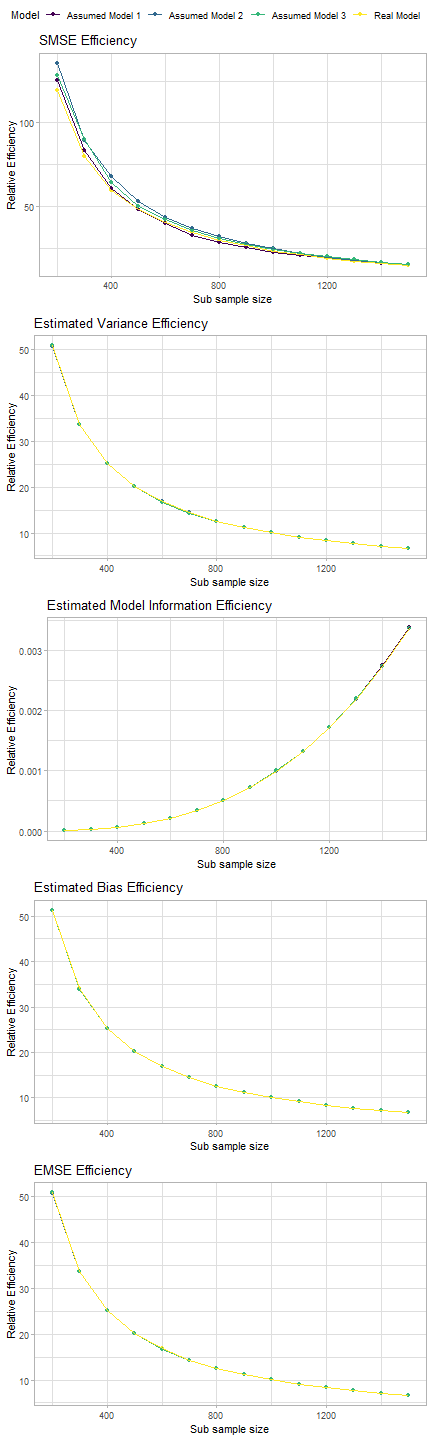 Model Assumed Model 1 Assumed Model 2 Assumed Model 3 Real Model
SMSE Efficiency
Relative Efficiency
100
50
400 800 1200
Sub sample size
Estimated Variance Efficiency
Relative Efficiency
50
40
30
20
10
400 800 1200
Sub sample size
Estimated Model Information Efficiency
Relative Efficiency
0.003
0.002
0.001
0.000
400 800 1200
Sub sample size
Estimated Bias Efficiency
Relative Efficiency
50
40
30
20
10
400 800 1200
Sub sample size
EMSE Efficiency
Relative Efficiency
50
40
30
20
10
400 800 1200
Sub sample size